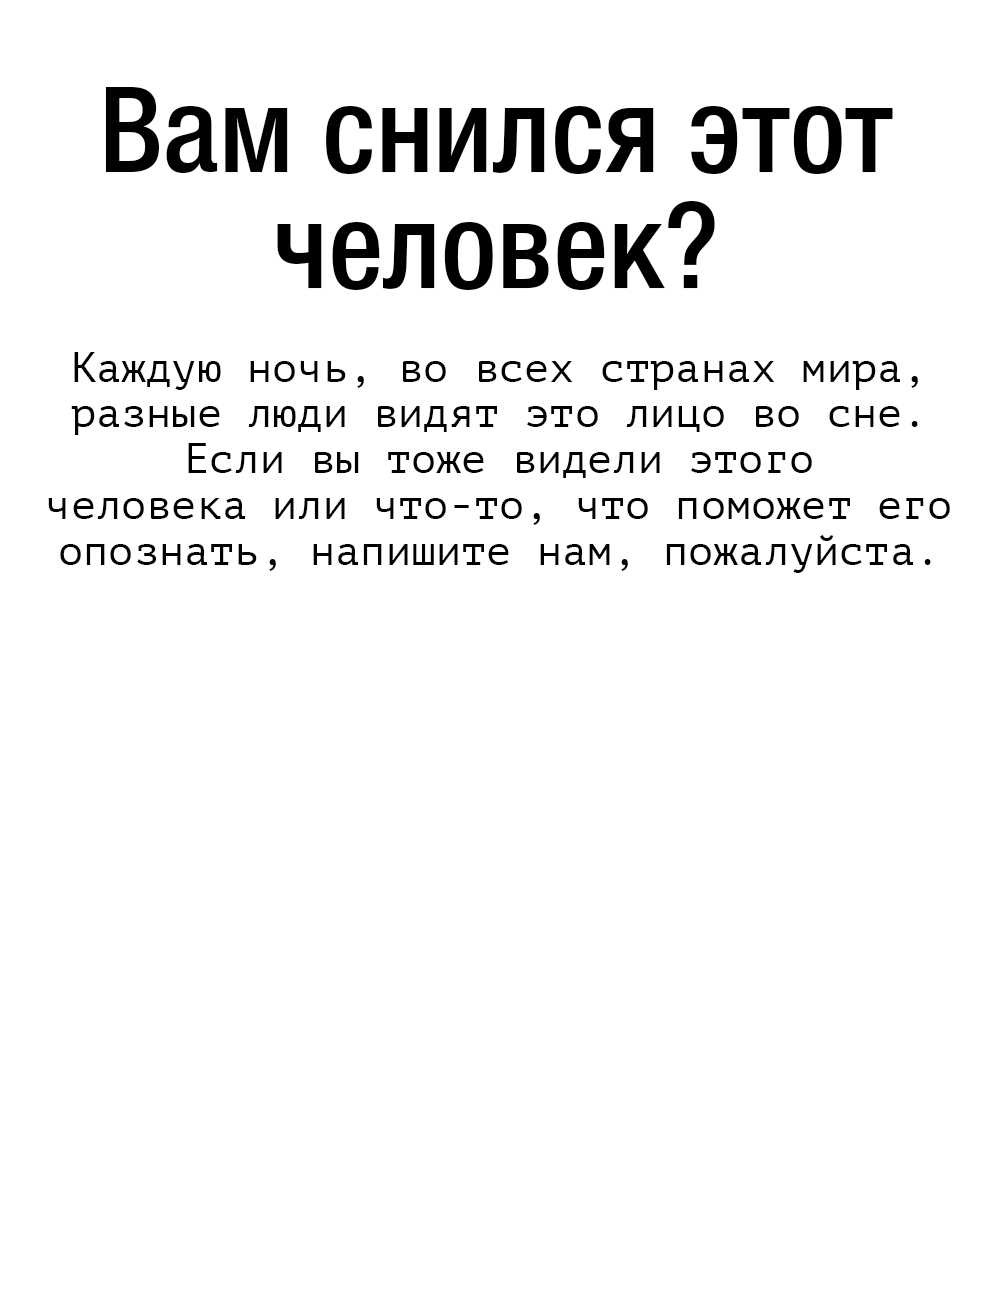 Вам снился этот
человек?
Каждую ночь, во всех странах мира,
разные люди видят это лицо во сне.
Если вы тоже видели этого
человека или что-то, что поможет его
опознать, напишите нам, пожалуйста.